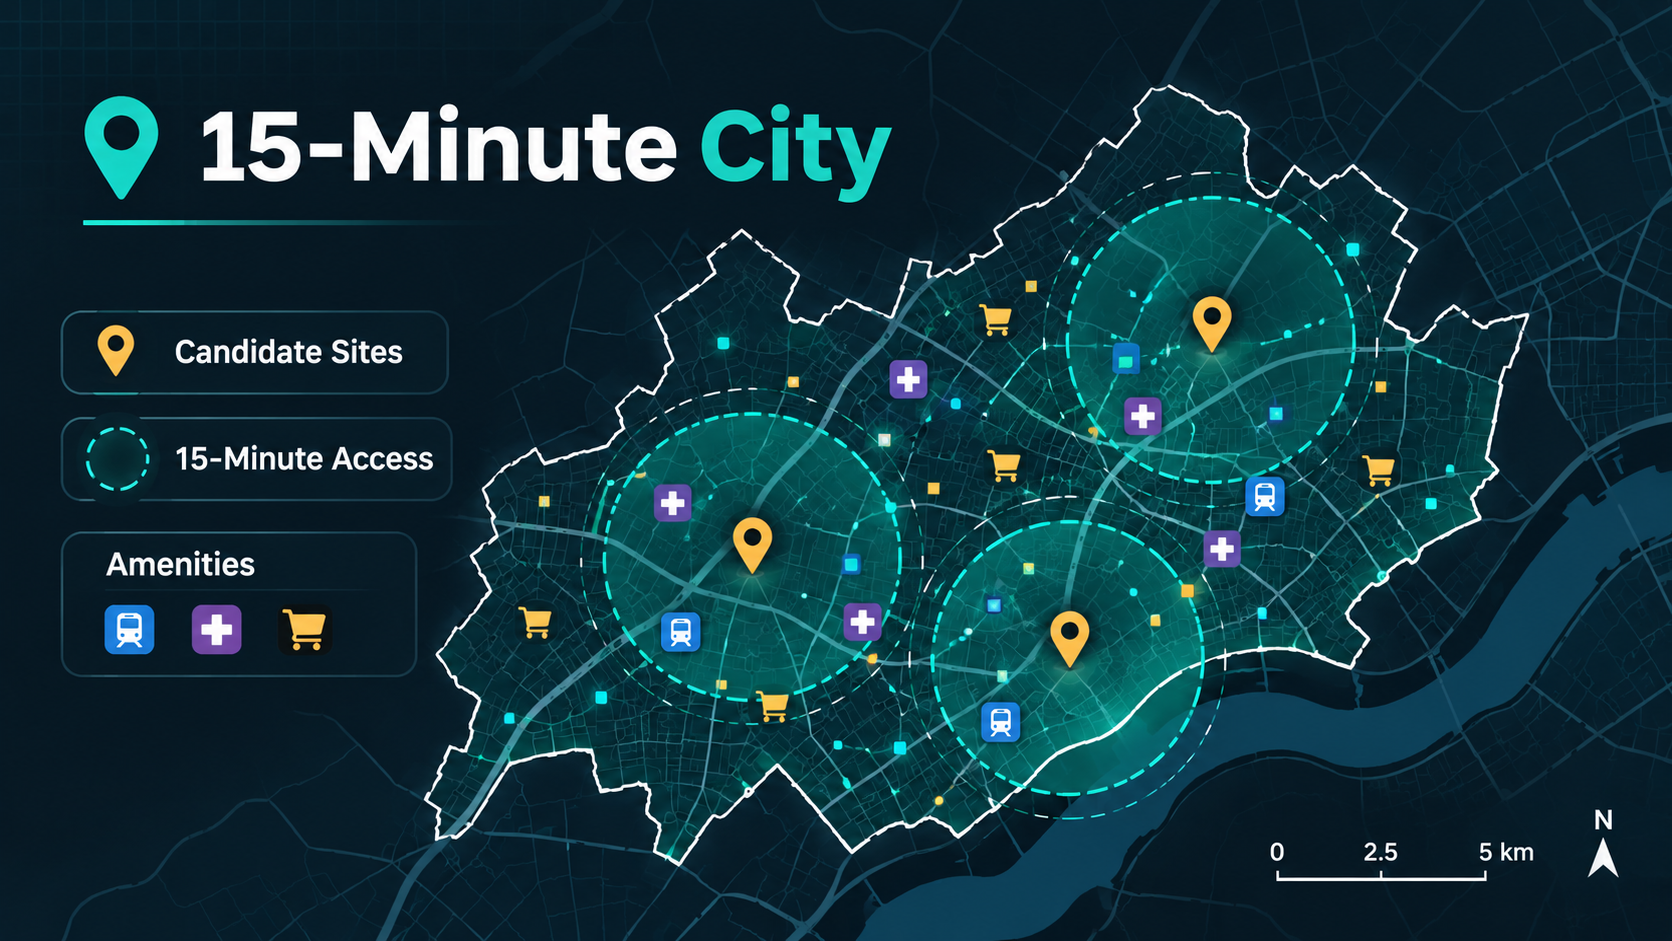 15-Minute City
Candidate Sites
15-Minute Access
Amenities
N
0 2.5 5 km